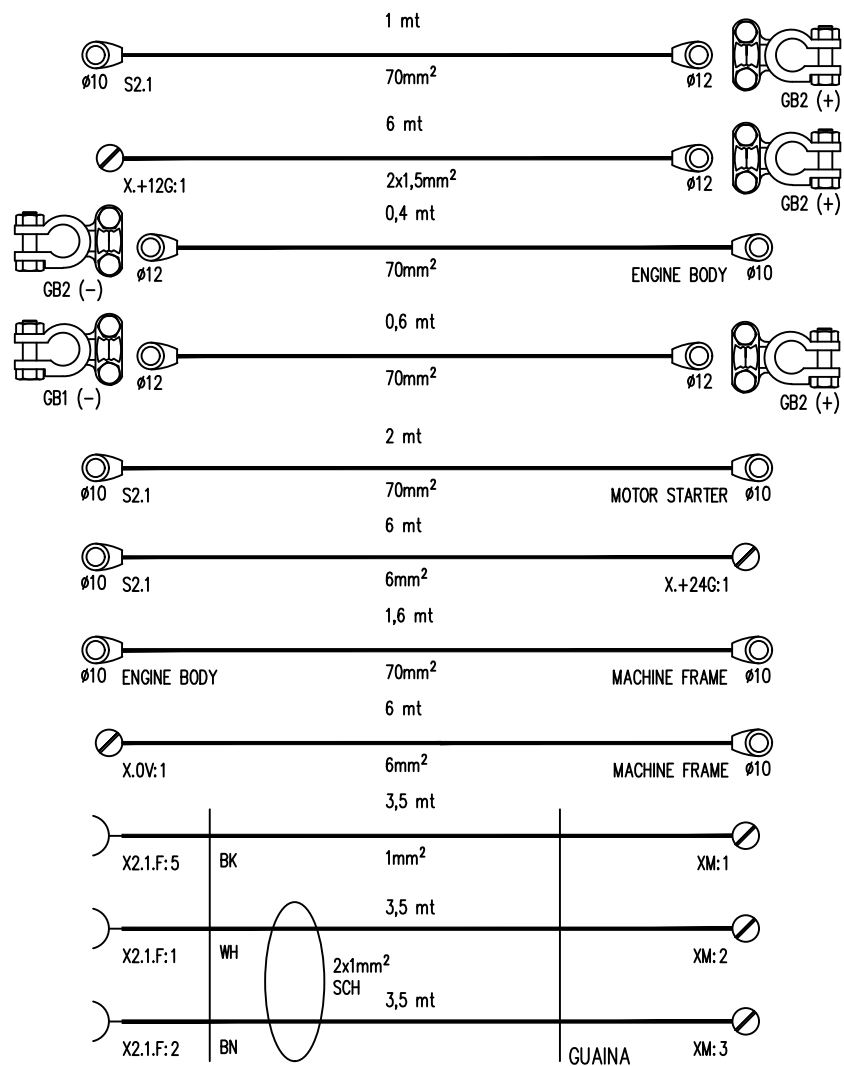 1 mt
ø10 S2.1 70mm² ø12
GB2 (+)
6 mt
X.+12G:1 2x1,5mm² ø12
GB2 (+)
0,4 mt
ø12 70mm² ENGINE BODY ø10
GB2 (-)
0,6 mt
ø12 70mm² ø12
GB1 (-) GB2 (+)
2 mt
ø10 S2.1 70mm² MOTOR STARTER ø10
6 mt
ø10 S2.1 6mm² X.+24G:1
1,6 mt
ø10 ENGINE BODY 70mm² MACHINE FRAME ø10
6 mt
X.0V:1 6mm² MACHINE FRAME ø10
3,5 mt
X2.1.F:5 BK 1mm² XM:1
3,5 mt
X2.1.F:1 WH XM:2
2x1mm²
SCH
3,5 mt
X2.1.F:2 BN XM:3
GUAINA